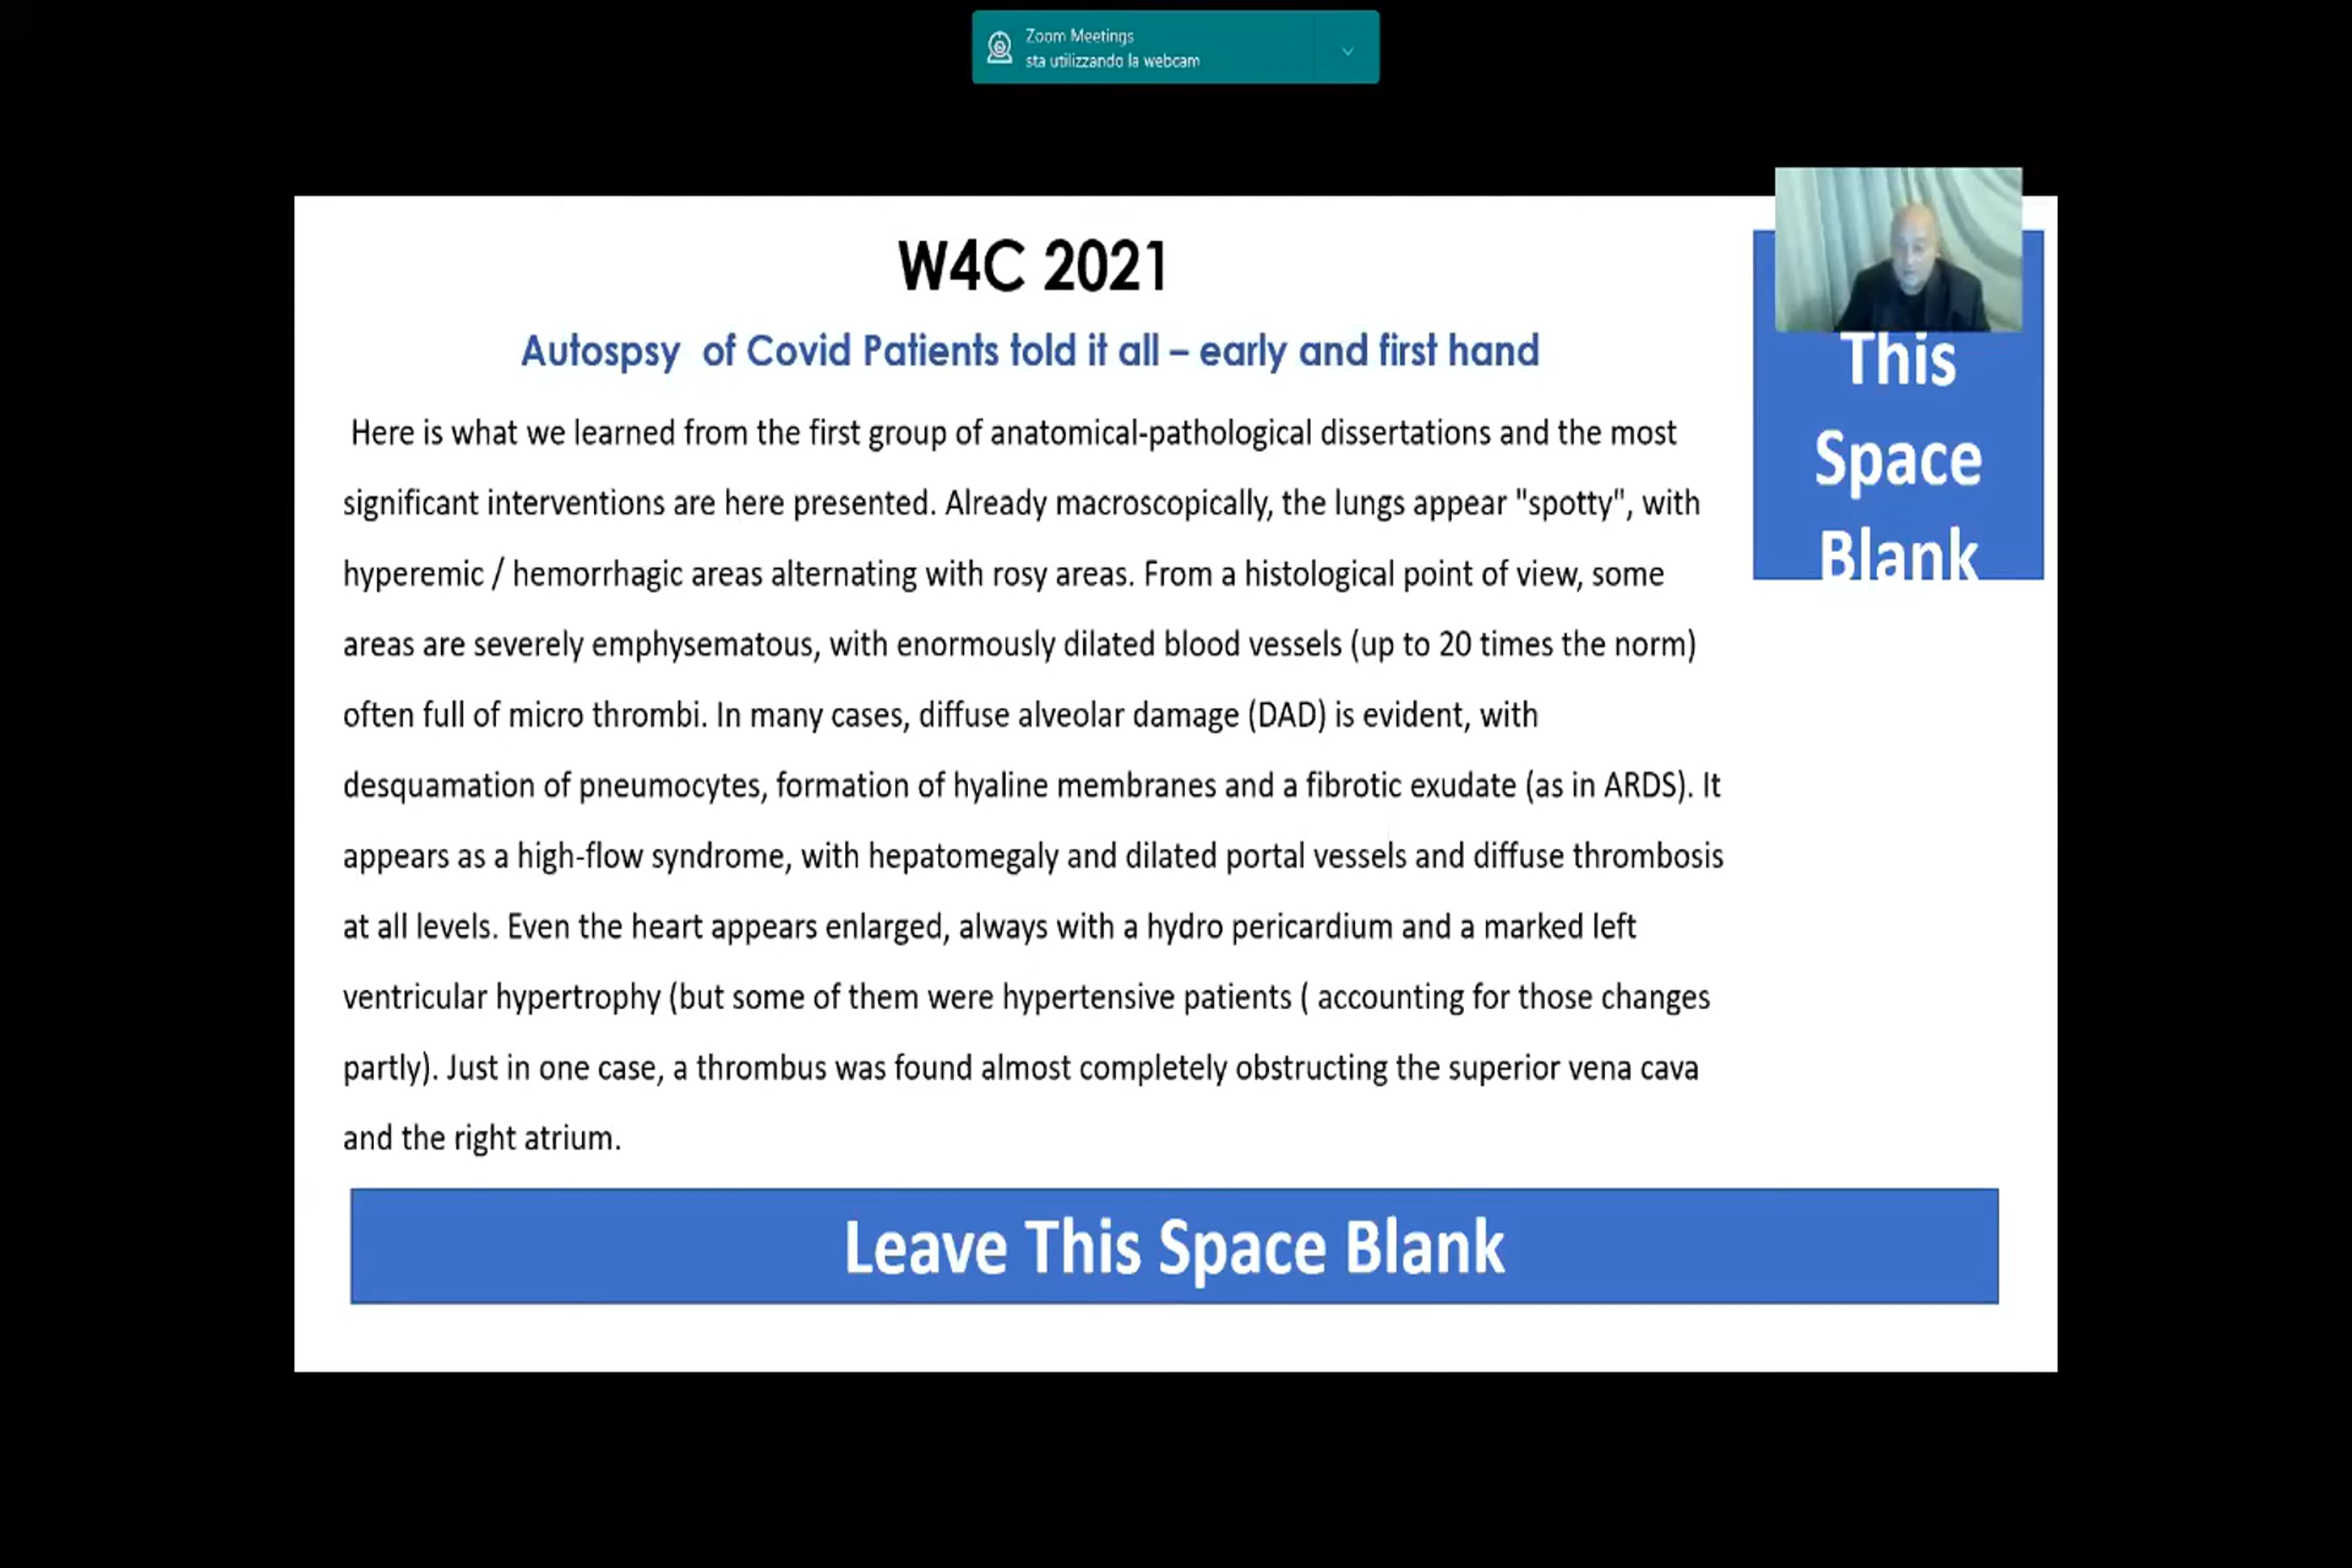 Zoom Meetings
sta utilizzando la webcam
W4C 2021
Autospsy of Covid Patients told it all – early and first hand
Here is what we learned from the first group of anatomical-pathological dissertations and the most
significant interventions are here presented. Already macroscopically, the lungs appear "spotty", with
hyperemic / hemorrhagic areas alternating with rosy areas. From a histological point of view, some
areas are severely emphysematous, with enormously dilated blood vessels (up to 20 times the norm)
often full of micro thrombi. In many cases, diffuse alveolar damage (DAD) is evident, with
desquamation of pneumocytes, formation of hyaline membranes and a fibrotic exudate (as in ARDS). It
appears as a high-flow syndrome, with hepatomegaly and dilated portal vessels and diffuse thrombosis
at all levels. Even the heart appears enlarged, always with a hydro pericardium and a marked left
ventricular hypertrophy (but some of them were hypertensive patients ( accounting for those changes
partly). Just in one case, a thrombus was found almost completely obstructing the superior vena cava
and the right atrium.
This
Space
Blank
Leave This Space Blank